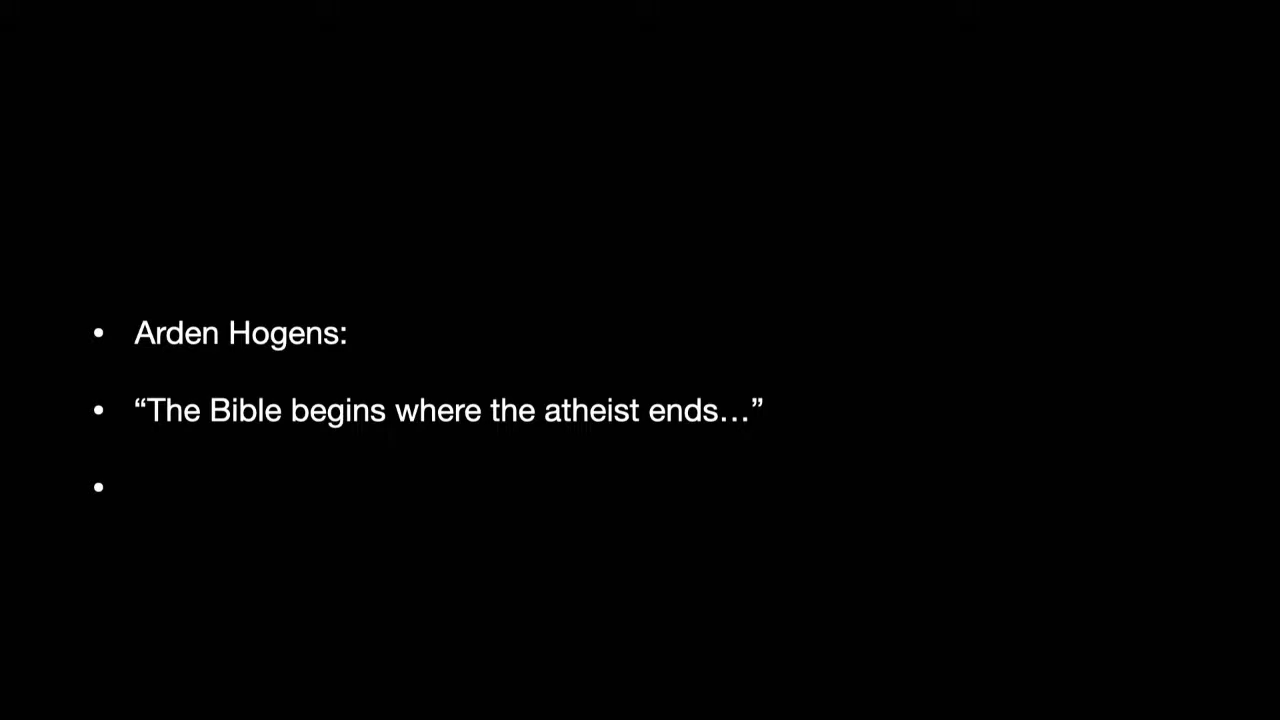 • Arden Hogens:
• “The Bible begins where the atheist ends…”
•